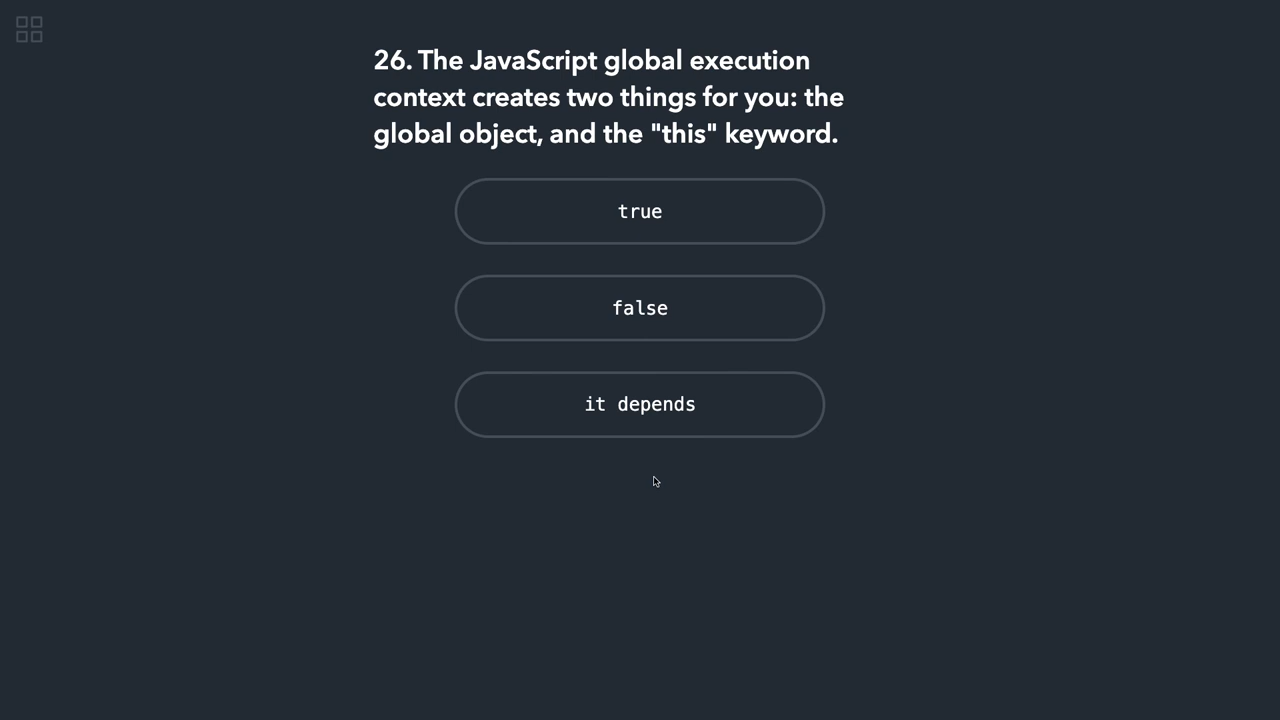 26. The JavaScript global execution
context creates two things for you: the
global object, and the "this" keyword.
true
false
it depends